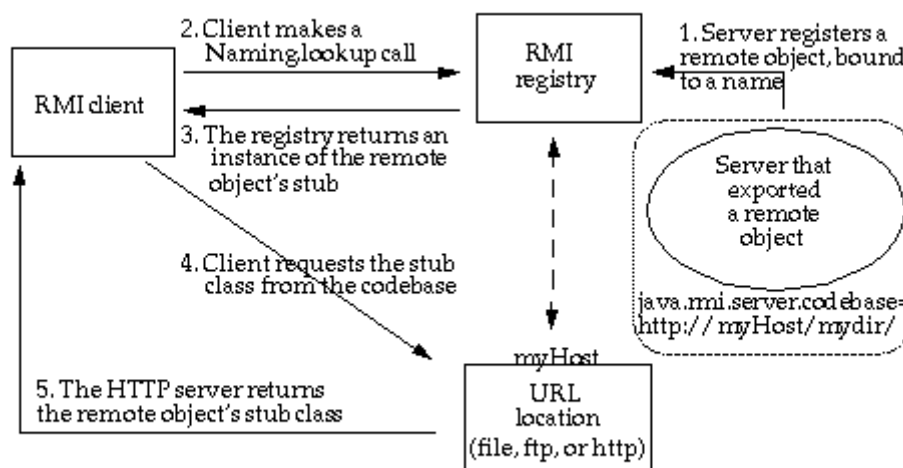 2. Client makes a
Naming.lookup call
RMI
registry
1. Server registers a
remote object, bound
to a name
RMI client
3. The registry returns an
instance of the remote
object's stub
Server that
exported
a remote
object
4. Client requests the stub
class from the codebase
java.rmi.server.codebase=
http://myHost/mydir/
myHost
5. The HTTP server returns
the remote object's stub class
URL
location
(file, ftp, or http)